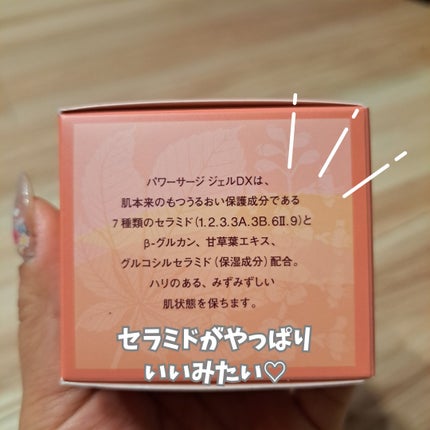 パワーサージ ジェルDXは、
肌本来のもつうるおい保護成分である
7種類のセラミド(1.2.3.3A.3B.6Ⅱ.9)と
β-グルカン、甘草葉エキス、
グルコシルセラミド(保湿成分)配合。
ハリのある、みずみずしい
肌状態を保ちます。
セラミドがやっぱり
いいみたい♡